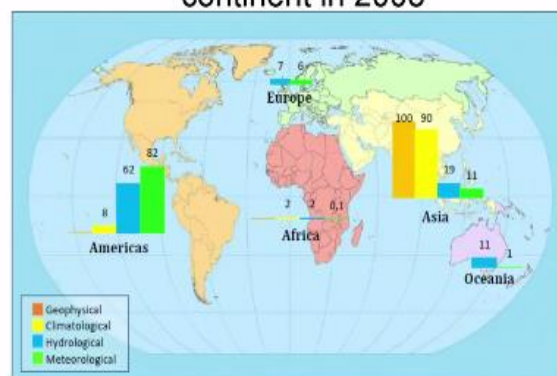 continent in 2008
7 6
Europe
100 90
82
62
19
11
8
2 2 0,1
Asia
Africa
Americas
11 1
Oceania
Geophysical
Climatological
Hydrological
Meteorological